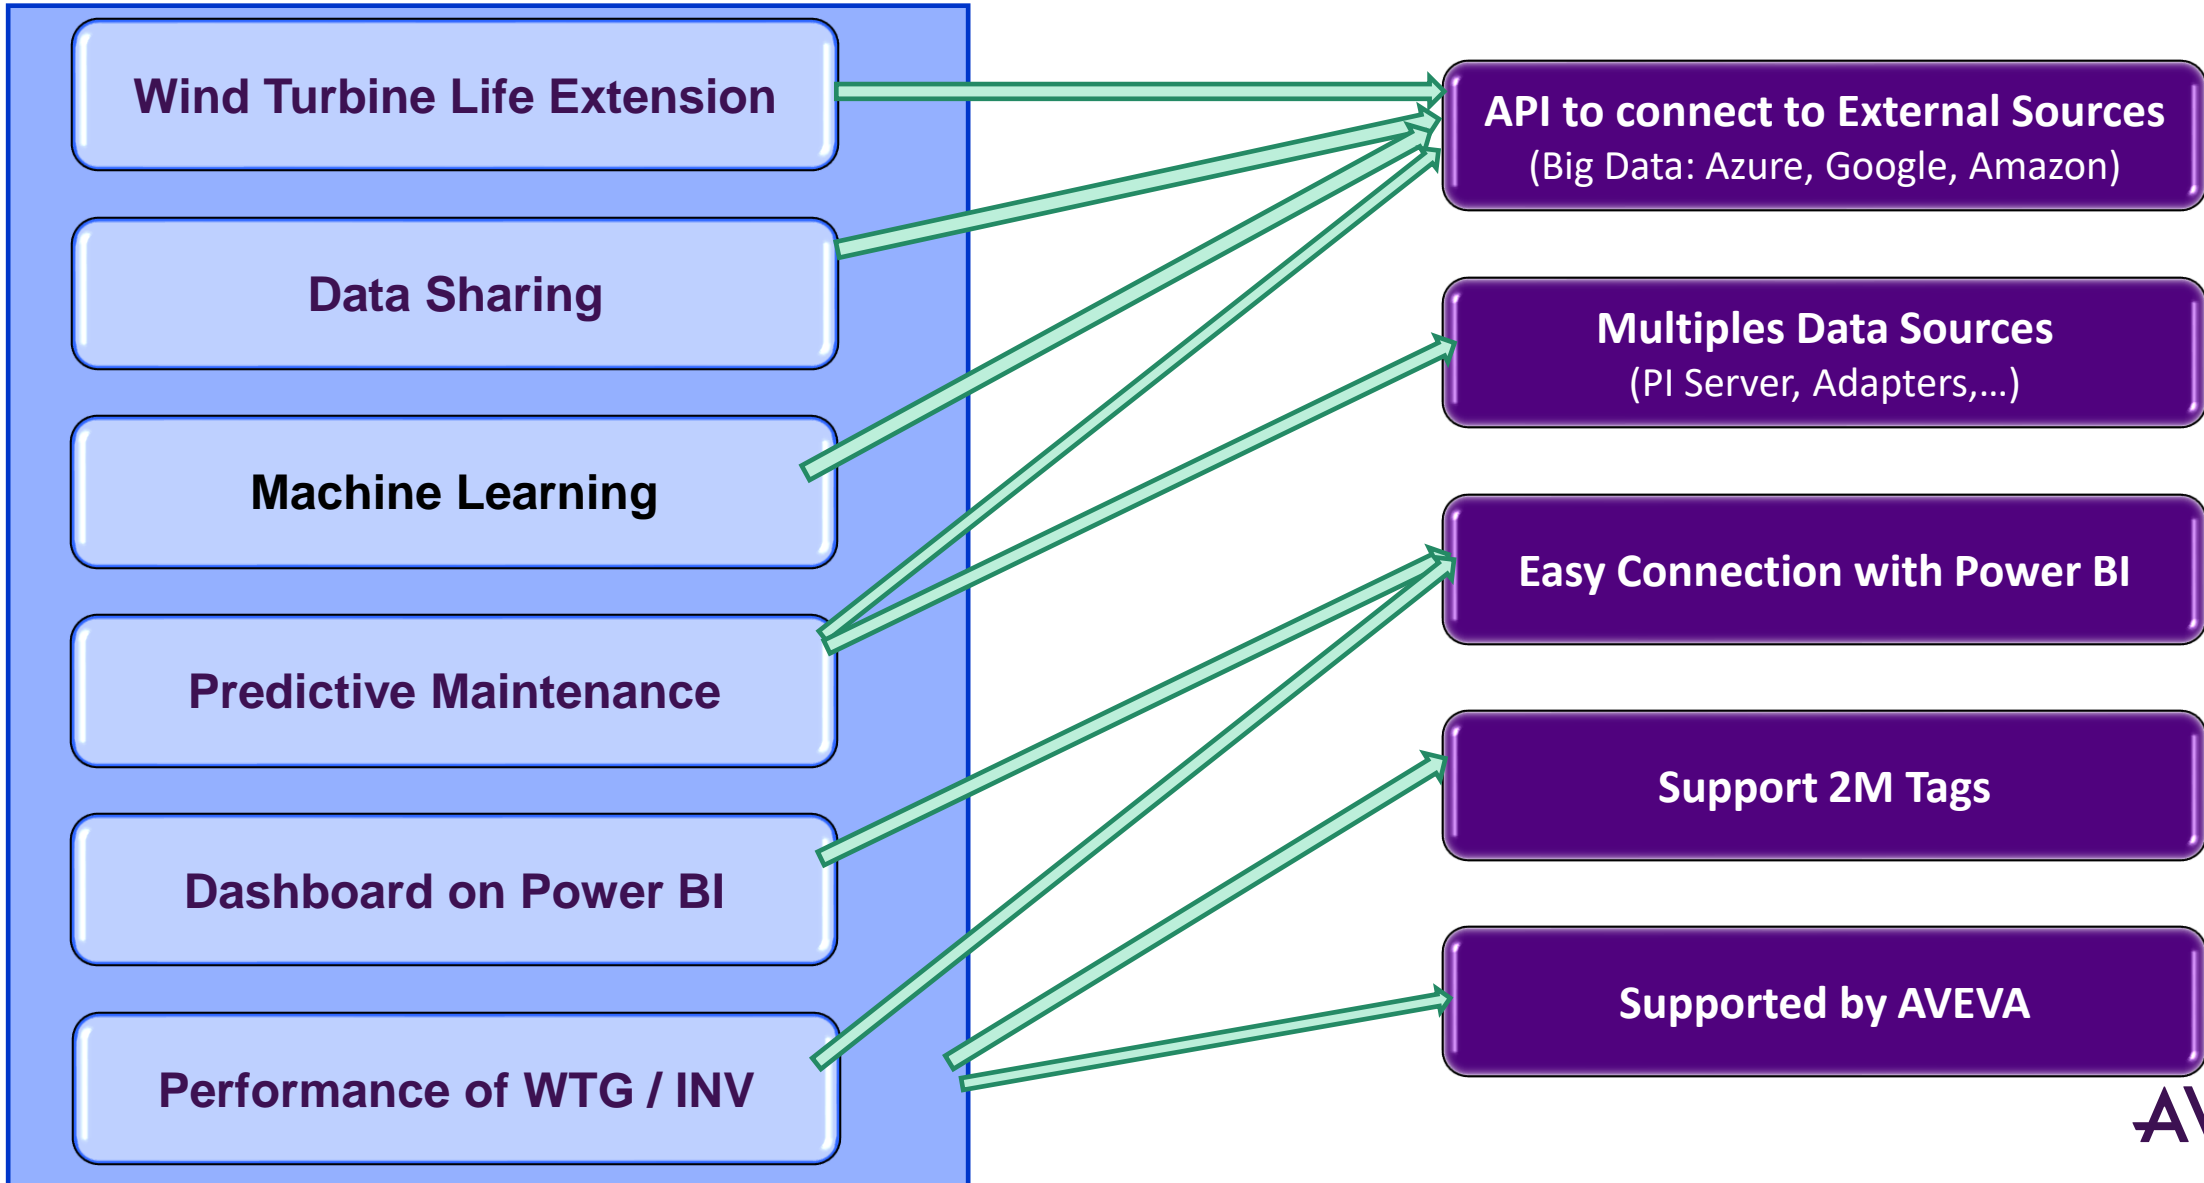 Wind Turbine Life Extension
Data Sharing
Machine Learning
Predictive Maintenance
Dashboard on Power BI
Performance of WTG / INV
API to connect to External Sources
(Big Data: Azure, Google, Amazon)
Multiples Data Sources
(PI Server, Adapters,...)
Easy Connection with Power BI
Support 2M Tags
Supported by AVEVA